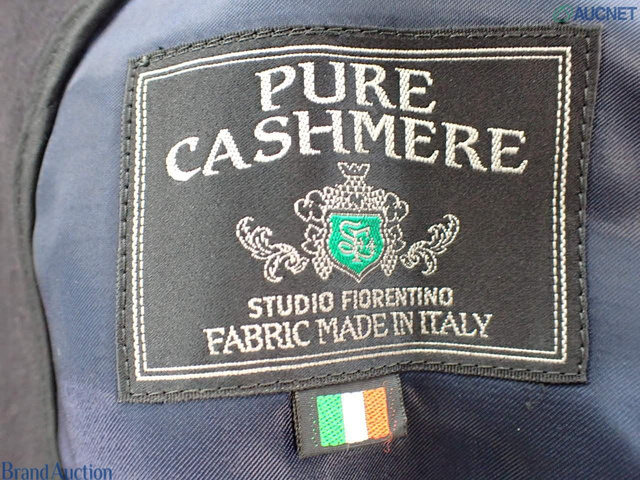 AUCNET
PURE
CASHMERE
STUDIO FIORENTINO
FABRIC MADE IN ITALY
Brand Auction